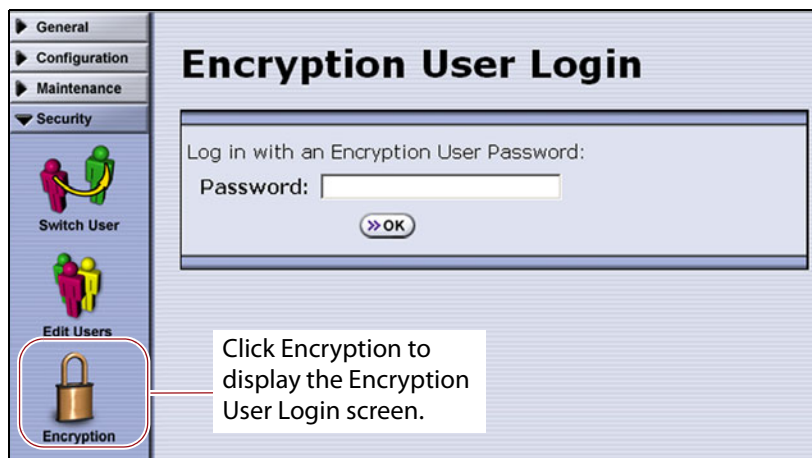 General
Configuration
Maintenance
Security
Switch User
Edit Users
Encryption
Encryption User Login
Log in with an Encryption User Password:
Password:
OK
Click Encryption to
display the Encryption
User Login screen.